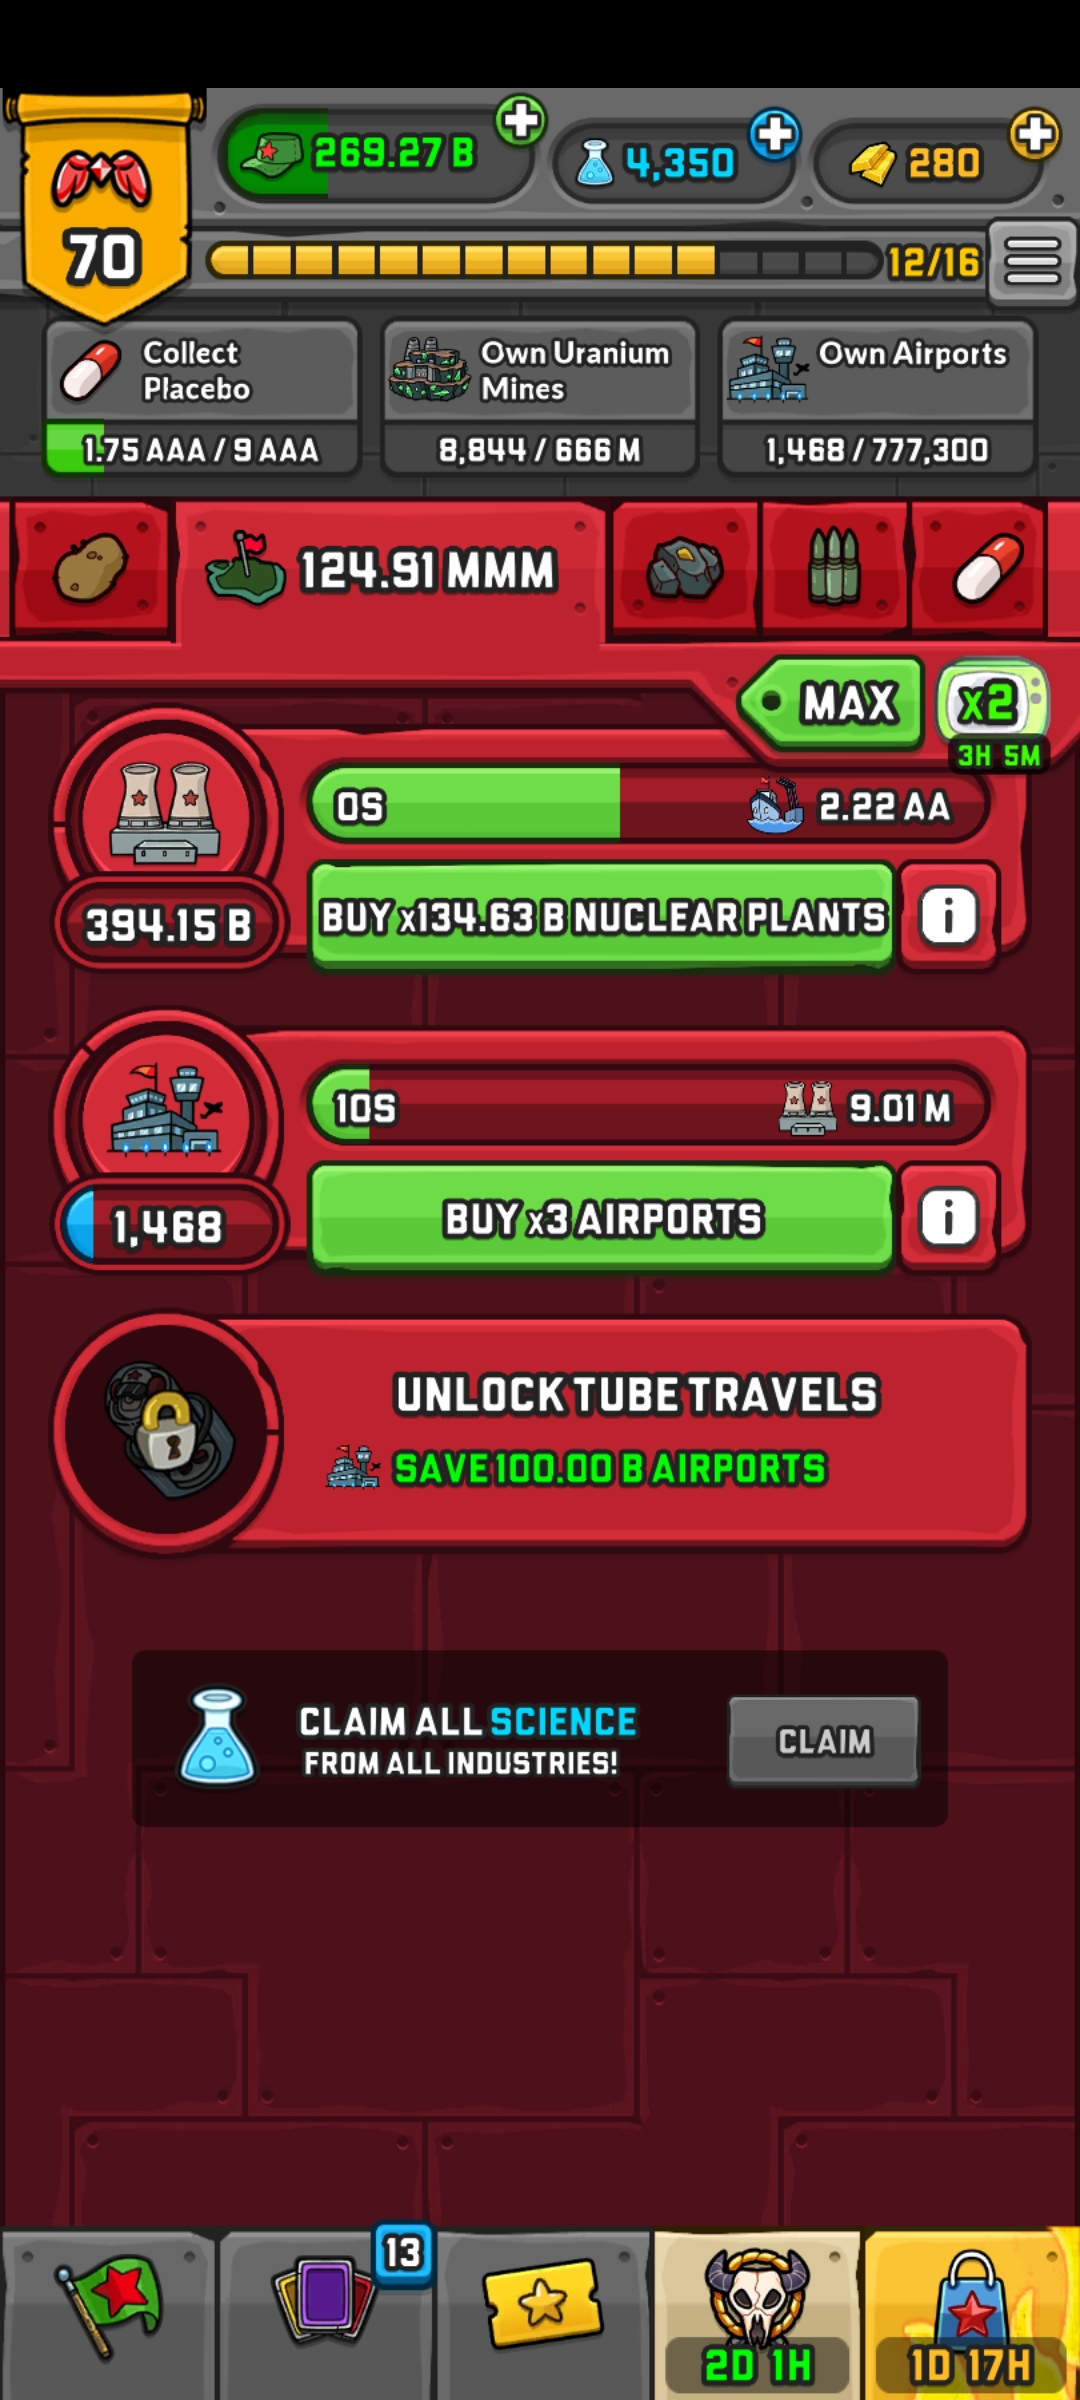 269.27 B
4,350
280
70
12/16
Collect
Placebo
1.75 AAA / 9 AAA
Own Uranium
Mines
8,844 / 666 M
Own Airports
1,468 / 777,300
124.91 MMM
MAX
x2
3H 5M
0S
2.22 AA
394.15 B
BUY x134.63 B NUCLEAR PLANTS
i
10S
9.01 M
1,468
BUY x3 AIRPORTS
i
UNLOCK TUBE TRAVELS
SAVE 100.00 B AIRPORTS
CLAIM ALL SCIENCE
FROM ALL INDUSTRIES!
CLAIM
13
2D 1H
1D 17H